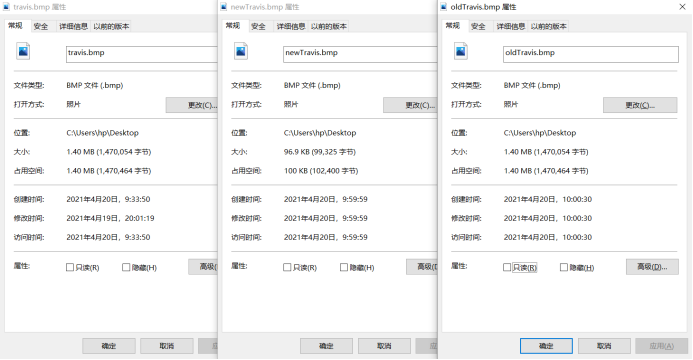 travis.bmp 属性
常规 安全 详细信息 以前的版本
travis.bmp
文件类型: BMP 文件 (.bmp)
打开方式: 照片 更改(C)...
位置: C:\Users\hp\Desktop
大小: 1.40 MB (1,470,054 字节)
占用空间: 1.40 MB (1,470,464 字节)
创建时间: 2021年4月20日，9:33:50
修改时间: 2021年4月19日，20:01:19
访问时间: 2021年4月20日，9:33:50
属性: 只读(R) 隐藏(H) 高级(
确定 取消 应
newTravis.bmp 属性
常规 安全 详细信息 以前的版本
newTravis.bmp
文件类型: BMP 文件 (.bmp)
打开方式: 照片 更改(C)...
位置: C:\Users\hp\Desktop
大小: 96.9 KB (99,325 字节)
占用空间: 100 KB (102,400 字节)
创建时间: 2021年4月20日，9:59:59
修改时间: 2021年4月20日，9:59:59
访问时间: 2021年4月20日，9:59:59
属性: 只读(R) 隐藏(H) 高级(D
确定 取消 应
oldTravis.bmp 属性
常规 安全 详细信息 以前的版本
oldTravis.bmp
文件类型: BMP 文件 (.bmp)
打开方式: 照片 更改(C)...
位置: C:\Users\hp\Desktop
大小: 1.40 MB (1,470,054 字节)
占用空间: 1.40 MB (1,470,464 字节)
创建时间: 2021年4月20日，10:00:30
修改时间: 2021年4月20日，10:00:30
访问时间: 2021年4月20日，10:00:30
属性: 只读(R) 隐藏(H) 高级(D)...
确定 取消 应用(A)